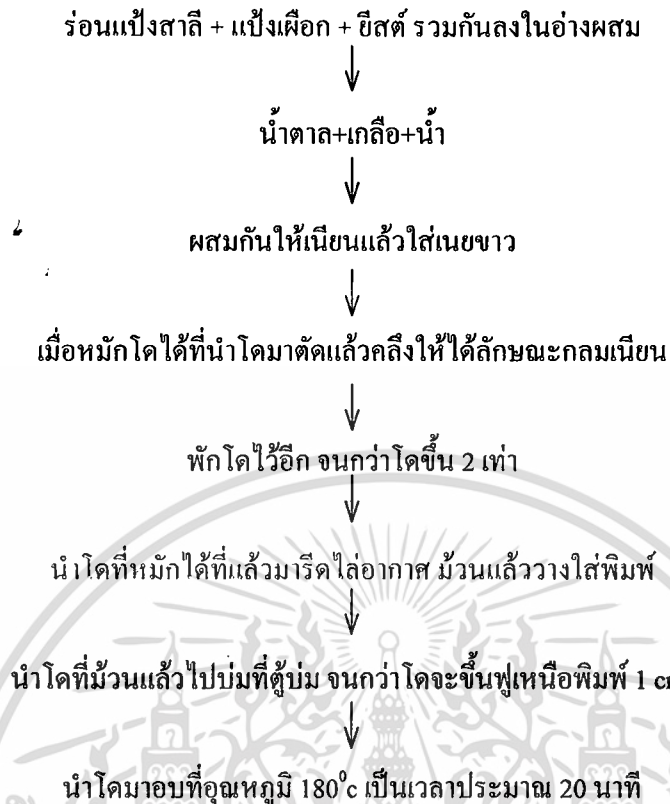 ร่อนแป้งสาลี + แป้งเผือก + ยีสต์ รวมกันลงในอ่างผสม
น้ำตาล+เกลือ+น้ำ
ผสมกันให้เนียนแล้วใส่เนยขาว
เมื่อหมักโดได้ที่นำโดมาตัดแล้วคลึงให้ได้ลักษณะกลมเนียน
พักโดไว้อีก จนกว่าโดขึ้น 2 เท่า
นำโดที่หมักได้ที่แล้วมารีดไล่อากาศ ม้วนแล้ววางใส่พิมพ์
นำโดที่ม้วนแล้วไปบ่มที่ตู้บ่ม จนกว่าโดจะขึ้นฟูเหนือพิมพ์ 1 c
นำโดมาอบที่อุณหภูมิ 180⁰c เป็นเวลาประมาณ 20 นาที